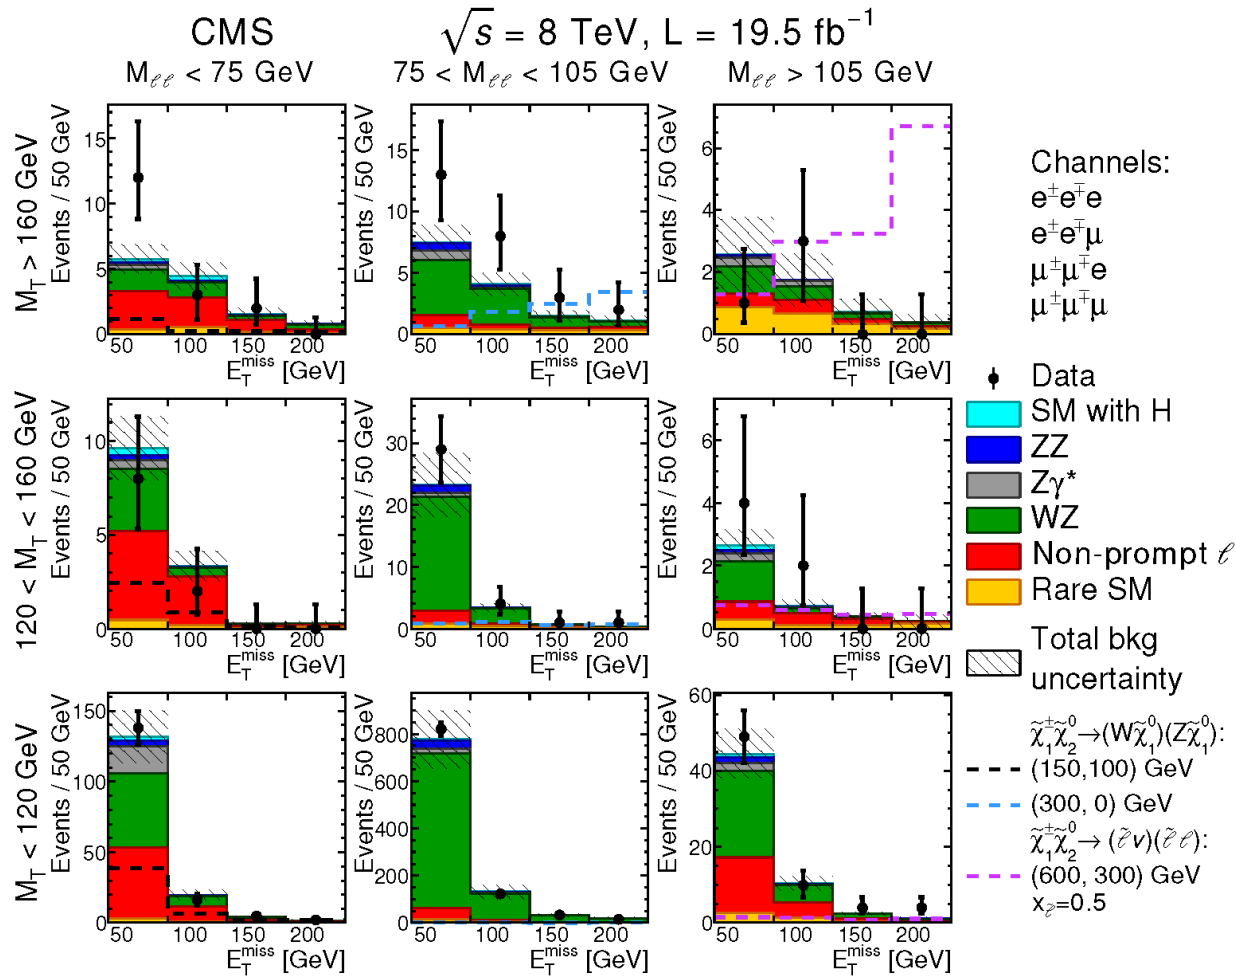 CMS √s = 8 TeV, L = 19.5 fb⁻¹
M_ℓℓ < 75 GeV 75 < M_ℓℓ < 105 GeV M_ℓℓ > 105 GeV
M_T > 160 GeV
Events / 50 GeV
15
10
5
0
50 100 150 200
E_T^miss [GeV]
Events / 50 GeV
15
10
5
0
50 100 150 200
E_T^miss [GeV]
Events / 50 GeV
6
4
2
0
50 100 150 200
E_T^miss [GeV]
120 < M_T < 160 GeV
Events / 50 GeV
10
5
0
50 100 150 200
E_T^miss [GeV]
Events / 50 GeV
30
20
10
0
50 100 150 200
E_T^miss [GeV]
Events / 50 GeV
6
4
2
0
50 100 150 200
E_T^miss [GeV]
M_T < 120 GeV
Events / 50 GeV
150
100
50
0
50 100 150 200
E_T^miss [GeV]
Events / 50 GeV
800
600
400
200
0
50 100 150 200
E_T^miss [GeV]
Events / 50 GeV
60
40
20
0
50 100 150 200
E_T^miss [GeV]
Channels:
e±e∓e
e±e∓μ
μ±μ∓e
μ±μ∓μ
Data
SM with H
ZZ
Zγ*
WZ
Non-prompt ℓ
Rare SM
Total bkg
uncertainty
χ̃₁±χ̃₂⁰→(Wχ̃₁⁰)(Zχ̃₁⁰):
(150,100) GeV
(300, 0) GeV
χ̃₁±χ̃₂⁰→(ℓ̃ν)(ℓ̃ℓ):
(600, 300) GeV
x_ℓ̃=0.5